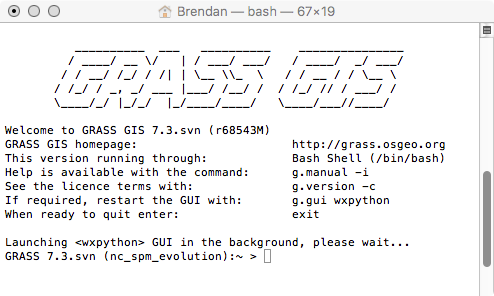 Brendan — bash — 67×19
GRASS GIS
Welcome to GRASS GIS 7.3.svn (r68543M)
GRASS GIS homepage: http://grass.osgeo.org
This version running through: Bash Shell (/bin/bash)
Help is available with the command: g.manual -i
See the licence terms with: g.version -c
If required, restart the GUI with: g.gui wxpython
When ready to quit enter: exit
Launching <wxpython> GUI in the background, please wait...
GRASS 7.3.svn (nc_spm_evolution):~ >